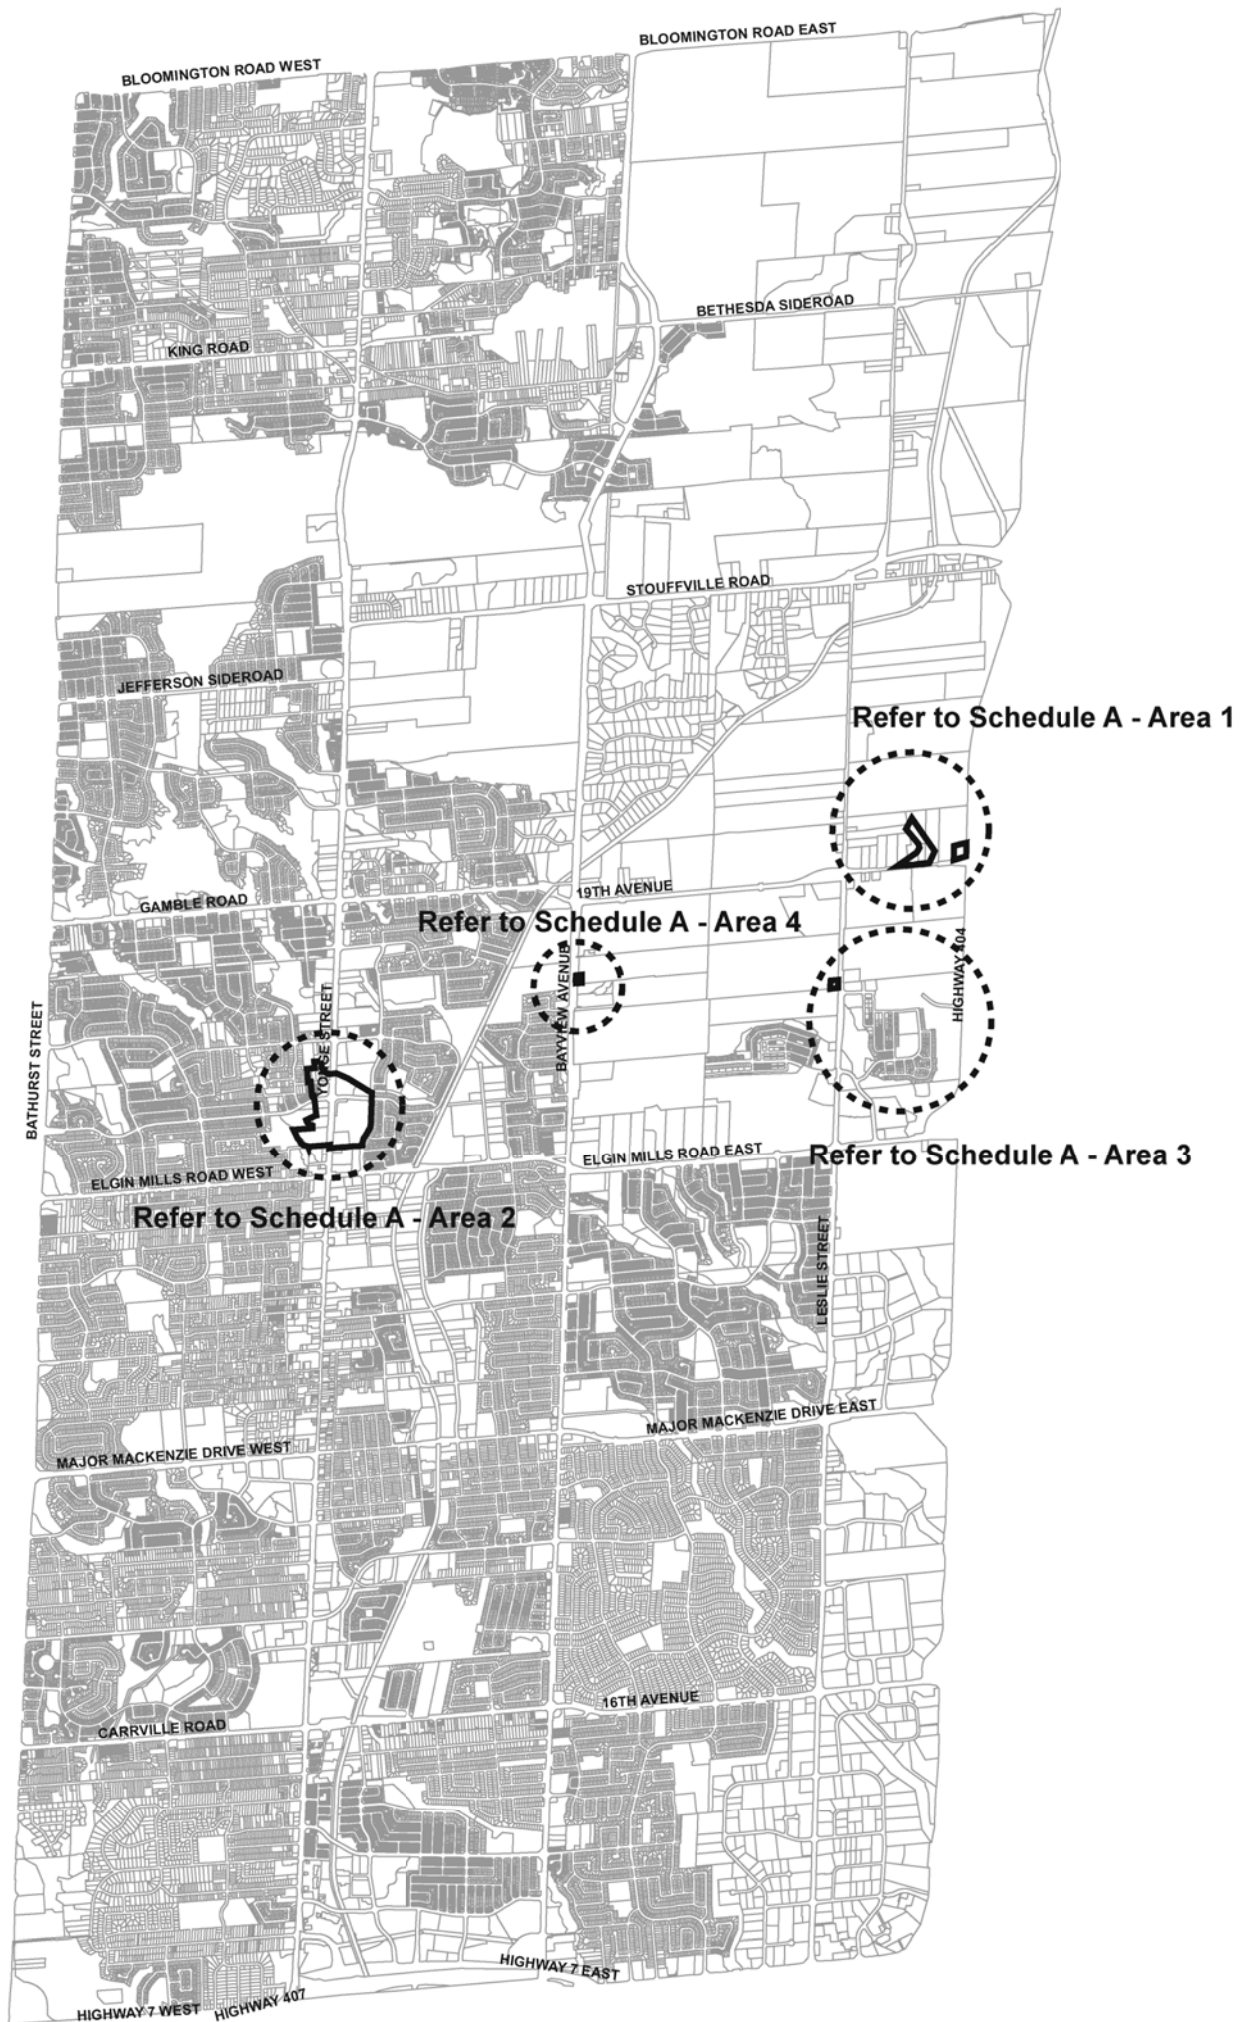 BLOOMINGTON ROAD EAST
BLOOMINGTON ROAD WEST
BETHESDA SIDEROAD
KING ROAD
STOUFFVILLE ROAD
JEFFERSON SIDEROAD
Refer to Schedule A - Area 1
19TH AVENUE
GAMBLE ROAD
Refer to Schedule A - Area 4
HIGHWAY 404
BAYVIEW AVENUE
YONGE STREET
BATHURST STREET
ELGIN MILLS ROAD EAST
Refer to Schedule A - Area 3
ELGIN MILLS ROAD WEST
Refer to Schedule A - Area 2
LESLIE STREET
MAJOR MACKENZIE DRIVE EAST
MAJOR MACKENZIE DRIVE WEST
16TH AVENUE
CARRVILLE ROAD
HIGHWAY 7 EAST
HIGHWAY 7 WEST
HIGHWAY 407